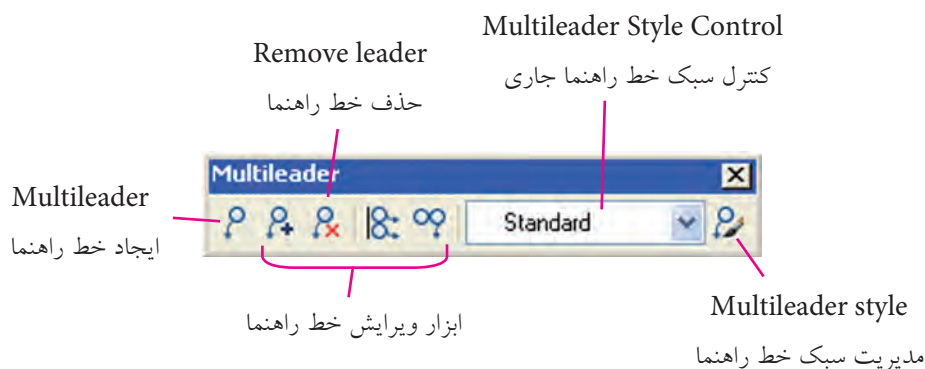 Multileader Style Control
کنترل سبک خط راهنما جاری
Remove leader
حذف خط راهنما
Multileader
Multileader
ایجاد خط راهنما
Standard
ابزار ویرایش خط راهنما
Multileader style
مدیریت سبک خط راهنما